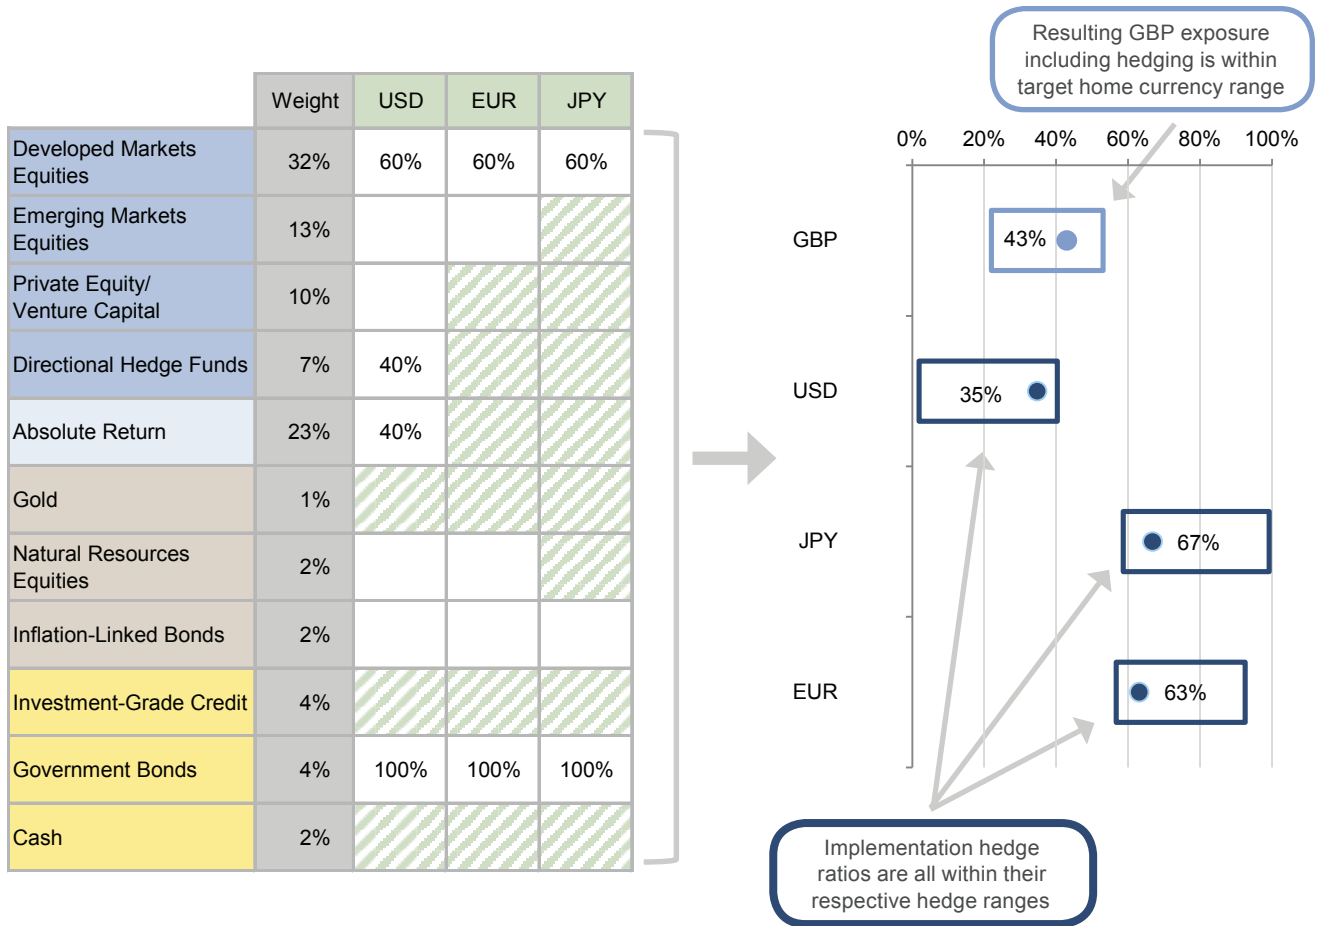 Resulting GBP exposure
including hedging is within
target home currency range
Weight USD EUR JPY
Developed Markets
Equities
32% 60% 60% 60%
Emerging Markets
Equities
13%
Private Equity/
Venture Capital
10%
Directional Hedge Funds 7% 40%
Absolute Return 23% 40%
Gold 1%
Natural Resources
Equities
2%
Inflation-Linked Bonds 2%
Investment-Grade Credit 4%
Government Bonds 4% 100% 100% 100%
Cash 2%
0% 20% 40% 60% 80% 100%
GBP 43%
USD 35%
JPY 67%
EUR 63%
Implementation hedge
ratios are all within their
respective hedge ranges